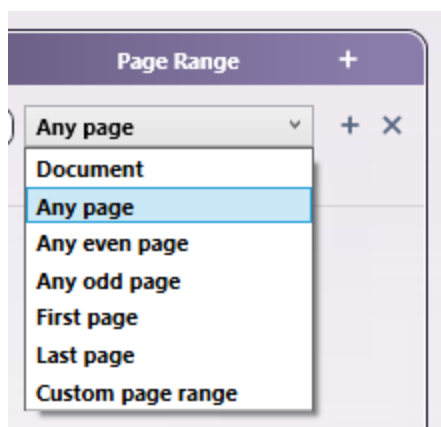 Page Range +
Any page + ×
Document
Any page
Any even page
Any odd page
First page
Last page
Custom page range